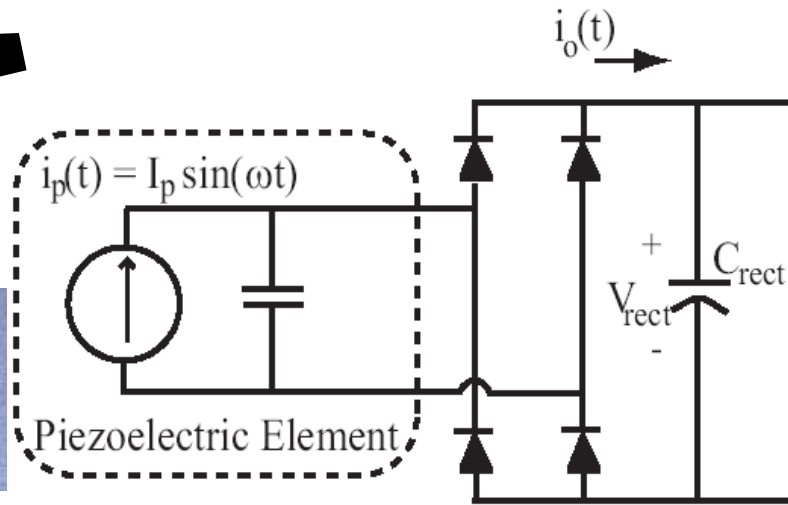 i_o(t)
i_p(t) = I_p sin(ωt)
+
C_rect
V_rect
-
Piezoelectric Element